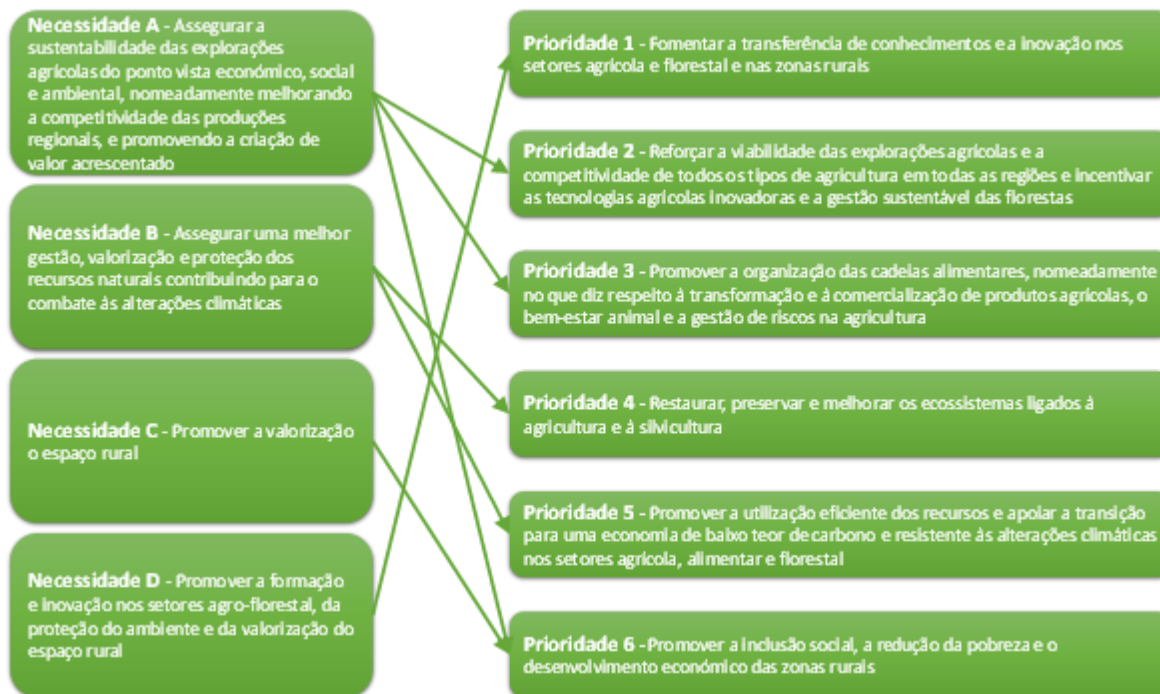 Necessidade A - Assegurar a
sustentabilidade das explorações
agrícolas do ponto vista económico, social
e ambiental, nomeadamente melhorando
a competitividade das produções
regionais, e promovendo a criação de
valor acrescentado
Necessidade B - Assegurar uma melhor
gestão, valorização e proteção dos
recursos naturais contribuindo para o
combate às alterações climáticas
Necessidade C - Promover a valorização
o espaço rural
Necessidade D - Promover a formação
e inovação nos setores agro-florestal, da
proteção do ambiente e da valorização do
espaço rural
Prioridade 1 - Fomentar a transferência de conhecimentos e a inovação nos
setores agrícola e florestal e nas zonas rurais
Prioridade 2 - Reforçar a viabilidade das explorações agrícolas e a
competitividade de todos os tipos de agricultura em todas as regiões e incentivar
as tecnologias agrícolas inovadoras e a gestão sustentável das florestas
Prioridade 3 - Promover a organização das cadeias alimentares, nomeadamente
no que diz respeito à transformação e à comercialização de produtos agrícolas, o
bem-estar animal e a gestão de riscos na agricultura
Prioridade 4 - Restaurar, preservar e melhorar os ecossistemas ligados à
agricultura e à silvicultura
Prioridade 5 - Promover a utilização eficiente dos recursos e apoiar a transição
para uma economia de baixo teor de carbono e resistente às alterações climáticas
nos setores agrícola, alimentar e florestal
Prioridade 6 - Promover a inclusão social, a redução da pobreza e o
desenvolvimento económico das zonas rurais